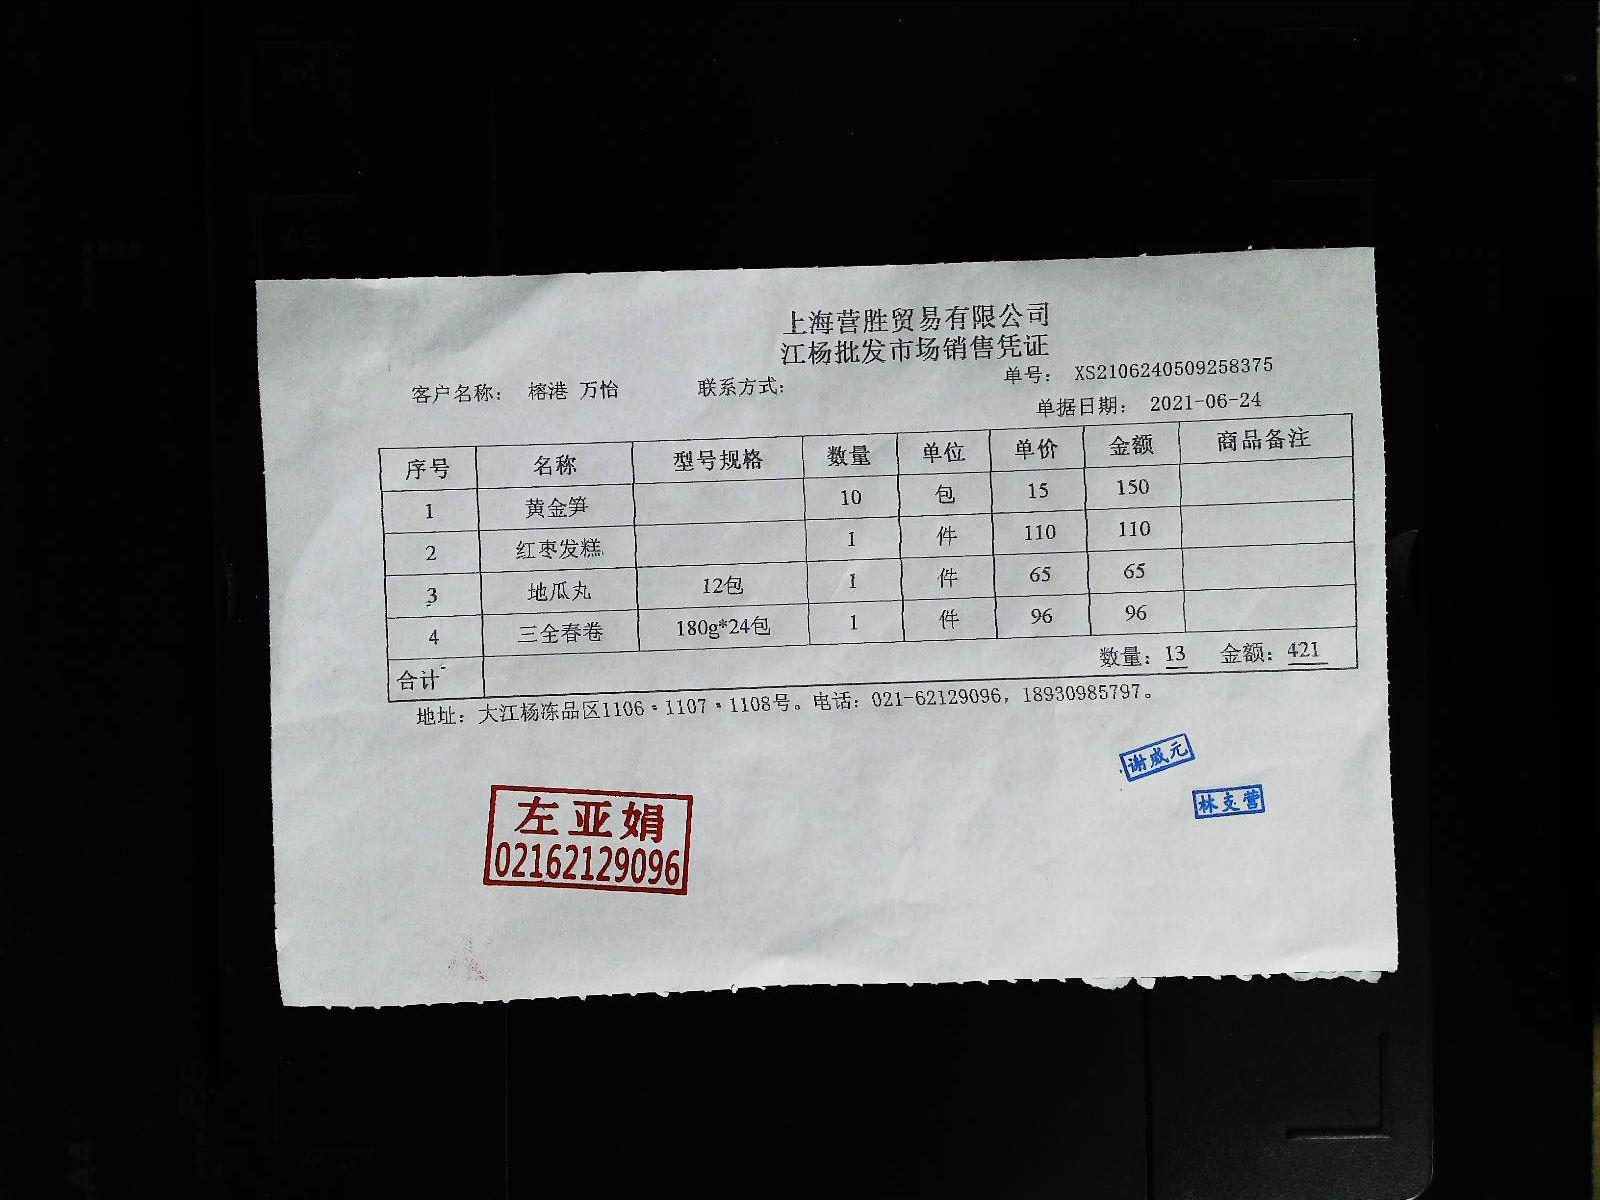 上海营胜贸易有限公司
江杨批发市场销售凭证
客户名称： 榕港 万怡 联系方式： 单号： XS2106240509258375
单据日期： 2021-06-24
序号 名称 型号规格 数量 单位 单价 金额 商品备注
1 黄金笋 10 包 15 150
2 红枣发糕 1 件 110 110
3 地瓜丸 12包 1 件 65 65
4 三全春卷 180g*24包 1 件 96 96
合计 数量：13 金额：421
地址：大江杨冻品区1106·1107·1108号。电话：021-62129096，18930985797。
谢威元
林支营
左亚娟
02162129096